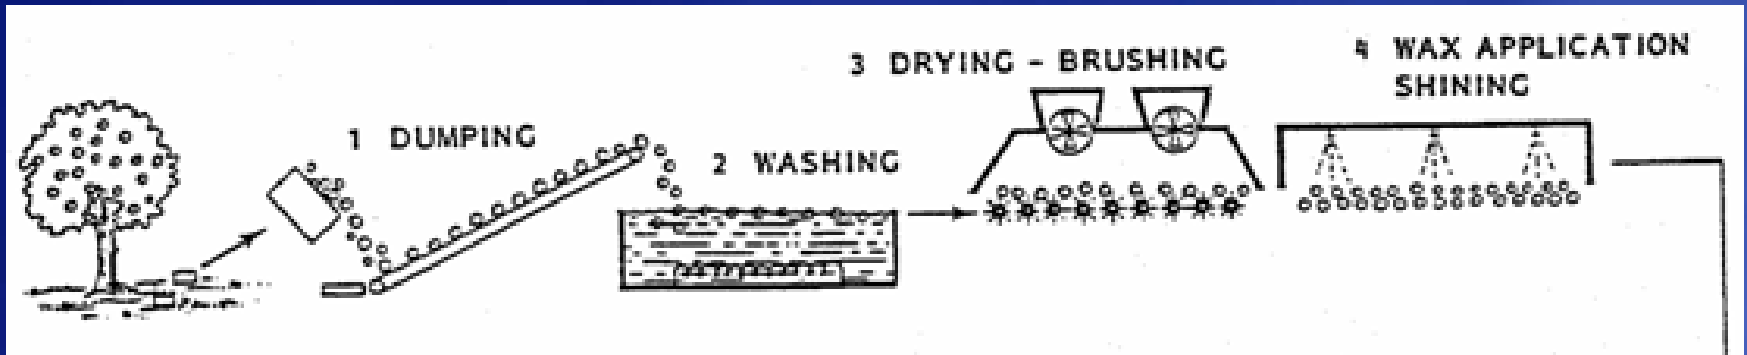 1 DUMPING
2 WASHING
3 DRYING - BRUSHING
4 WAX APPLICATION
SHINING